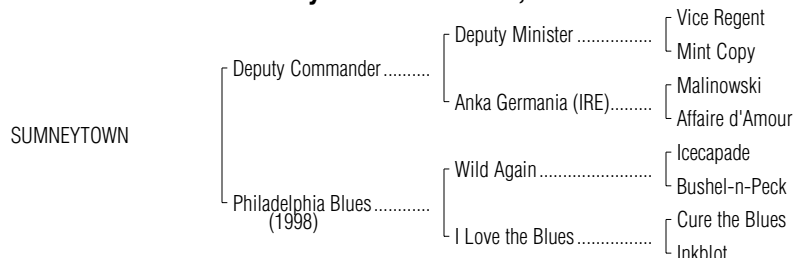 Vice Regent
Deputy Minister ................
Mint Copy
Deputy Commander ..........
Malinowski
Anka Germania (IRE) .........
Affaire d'Amour
SUMNEYTOWN
Icecapade
Wild Again .......................
Bushel-n-Peck
Philadelphia Blues ............
(1998)
Cure the Blues
I Love the Blues ................
Inkblot